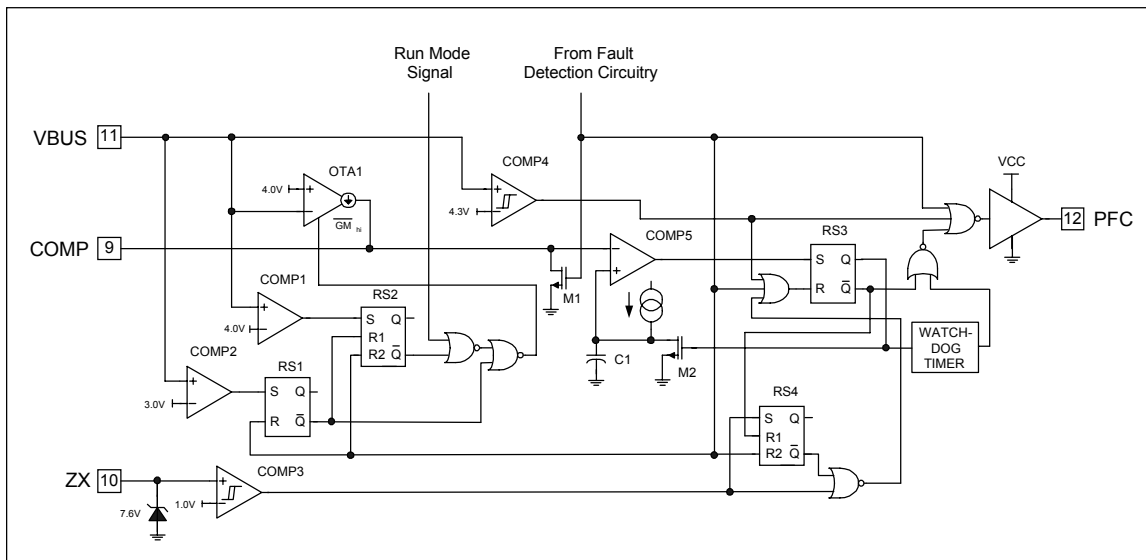 Run Mode
Signal
From Fault
Detection Circuitry
VBUS 11
VCC
COMP4
OTA1
4.0V
+
-
GM hi
4.3V
+
-
12 PFC
COMP 9
COMP5
-
+
RS3
S Q
R Q
M1
COMP1
+
4.0V
-
RS2
S Q
R1
R2 Q
C1
M2
WATCH-
DOG
TIMER
COMP2
+
3.0V
-
RS1
S Q
R Q
RS4
S Q
R1
R2 Q
ZX 10
COMP3
+
1.0V
-
7.6V